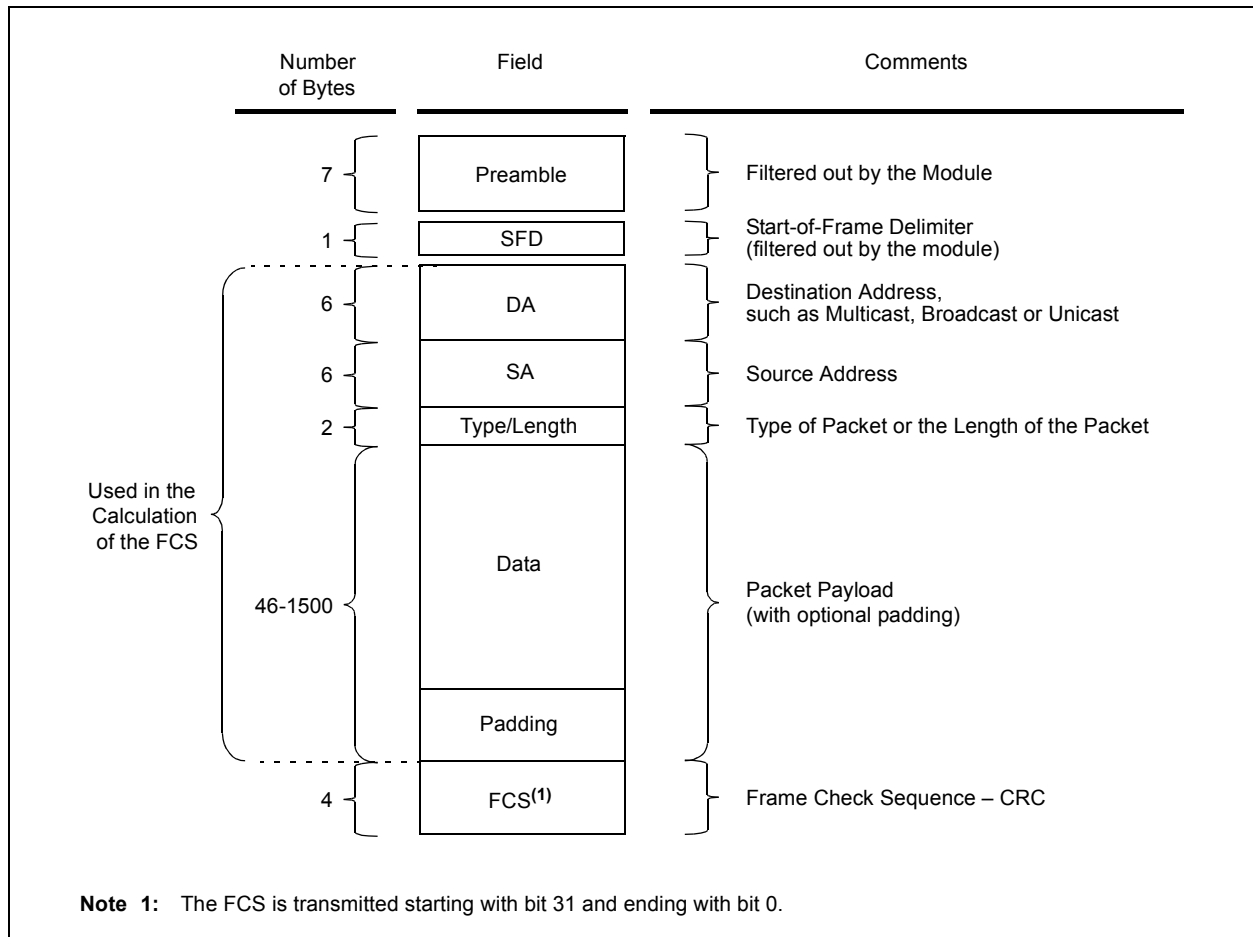 Number
of Bytes
Field
Comments
7
Preamble
Filtered out by the Module
1
SFD
Start-of-Frame Delimiter
(filtered out by the module)
6
DA
Destination Address,
such as Multicast, Broadcast or Unicast
6
SA
Source Address
2
Type/Length
Type of Packet or the Length of the Packet
Used in the
Calculation
of the FCS
46-1500
Data
Packet Payload
(with optional padding)
Padding
4
FCS(1)
Frame Check Sequence – CRC
Note 1: The FCS is transmitted starting with bit 31 and ending with bit 0.